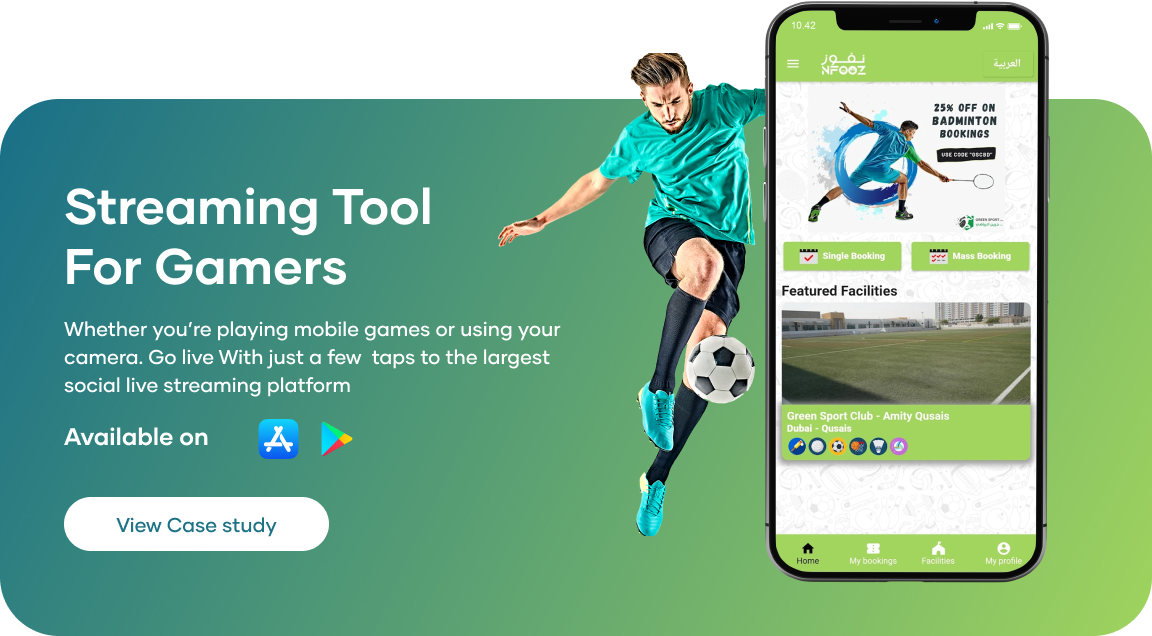 Streaming Tool
For Gamers
Whether you’re playing mobile games or using your
camera. Go live With just a few  taps to the largest
social live streaming platform
Available on
View Case study
10.42
نـفـوز
NFOOZ
العربية
25% OFF ON
BADMINTON
BOOKINGS
USE CODE "GSCBD"
GREEN SPORT
Single Booking
Mass Booking
Featured Facilities
Green Sport Club - Amity Qusais
Dubai - Qusais
Home
My bookings
Facilities
My profile